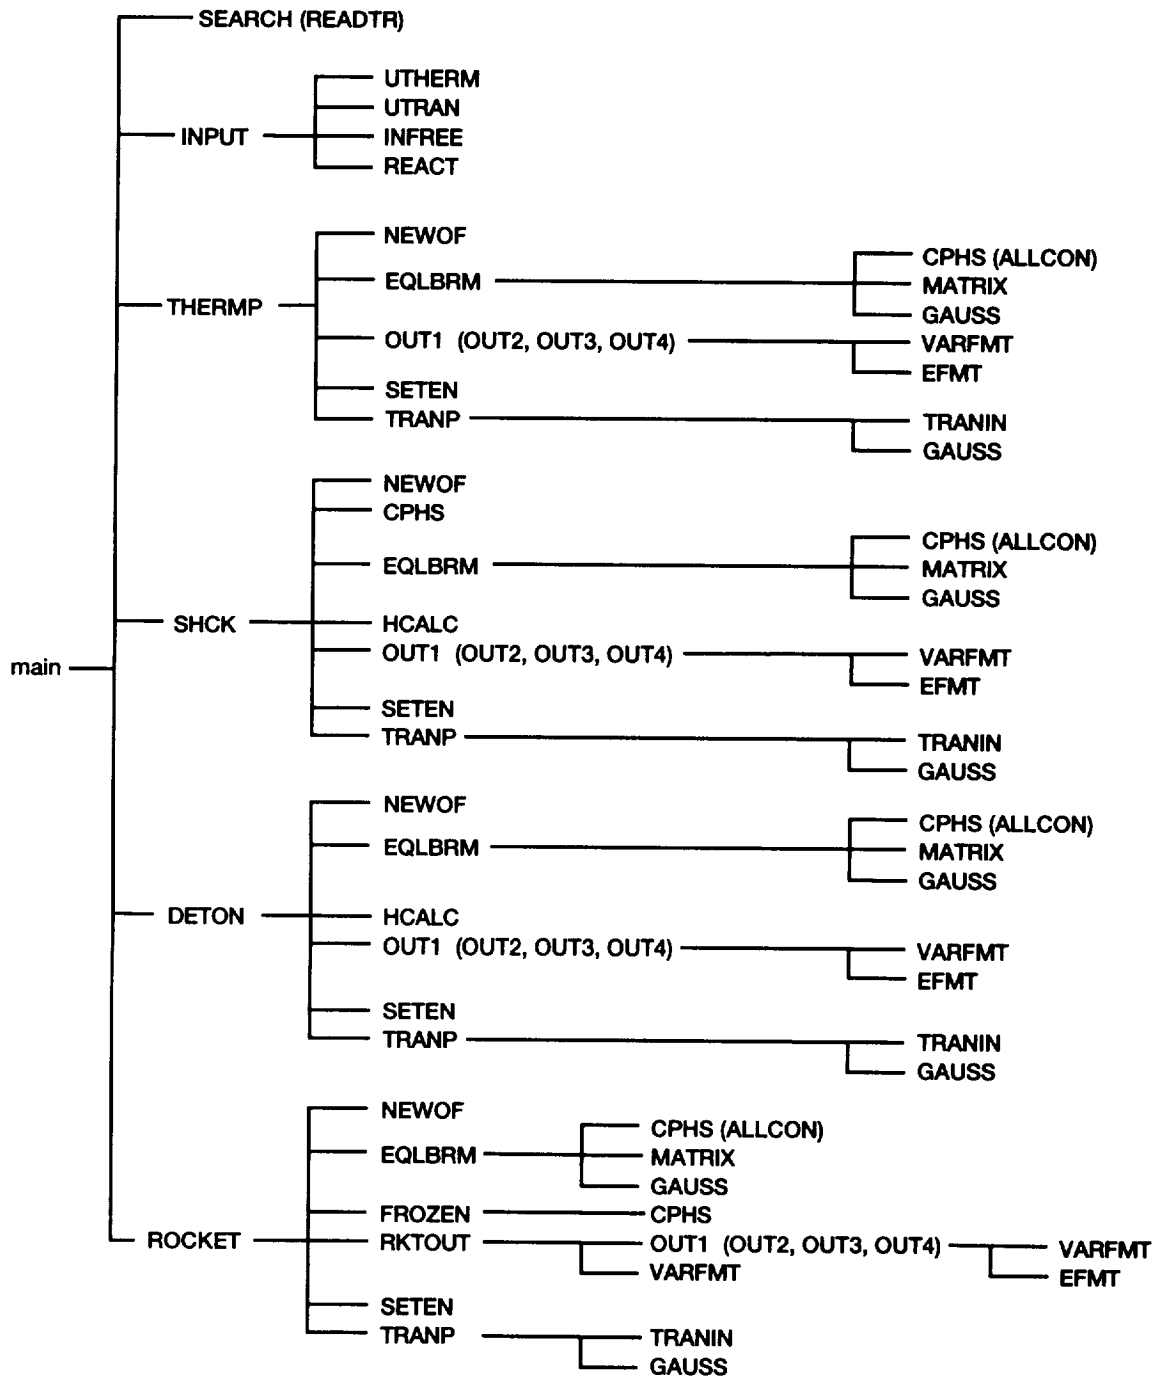 SEARCH (READTR)
UTHERM
UTRAN
INPUT
INFREE
REACT
NEWOF
CPHS (ALLCON)
EQLBRM
MATRIX
THERMP
GAUSS
OUT1 (OUT2, OUT3, OUT4)
VARFMT
EFMT
SETEN
TRANP
TRANIN
GAUSS
NEWOF
CPHS
CPHS (ALLCON)
EQLBRM
MATRIX
GAUSS
SHCK
HCALC
OUT1 (OUT2, OUT3, OUT4)
VARFMT
main
EFMT
SETEN
TRANP
TRANIN
GAUSS
NEWOF
CPHS (ALLCON)
EQLBRM
MATRIX
GAUSS
DETON
HCALC
OUT1 (OUT2, OUT3, OUT4)
VARFMT
EFMT
SETEN
TRANP
TRANIN
GAUSS
NEWOF
CPHS (ALLCON)
EQLBRM
MATRIX
GAUSS
FROZEN
CPHS
ROCKET
RKTOUT
OUT1 (OUT2, OUT3, OUT4)
VARFMT
VARFMT
EFMT
SETEN
TRANP
TRANIN
GAUSS